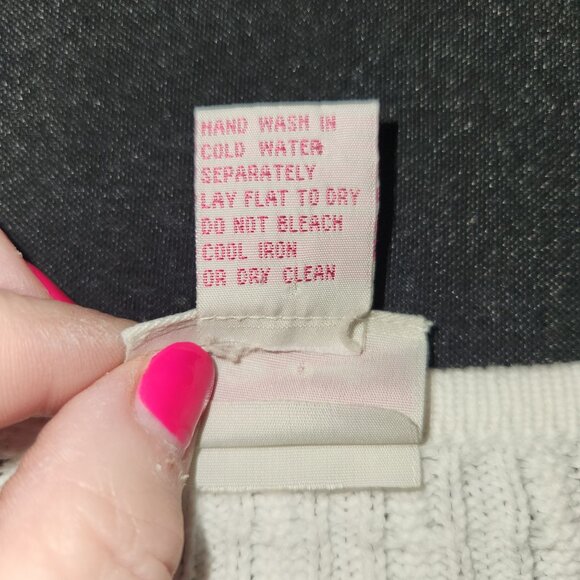 HAND WASH IN
COLD WATER
SEPARATELY
LAY FLAT TO DRY
DO NOT BLEACH
COOL IRON
OR DRY CLEAN